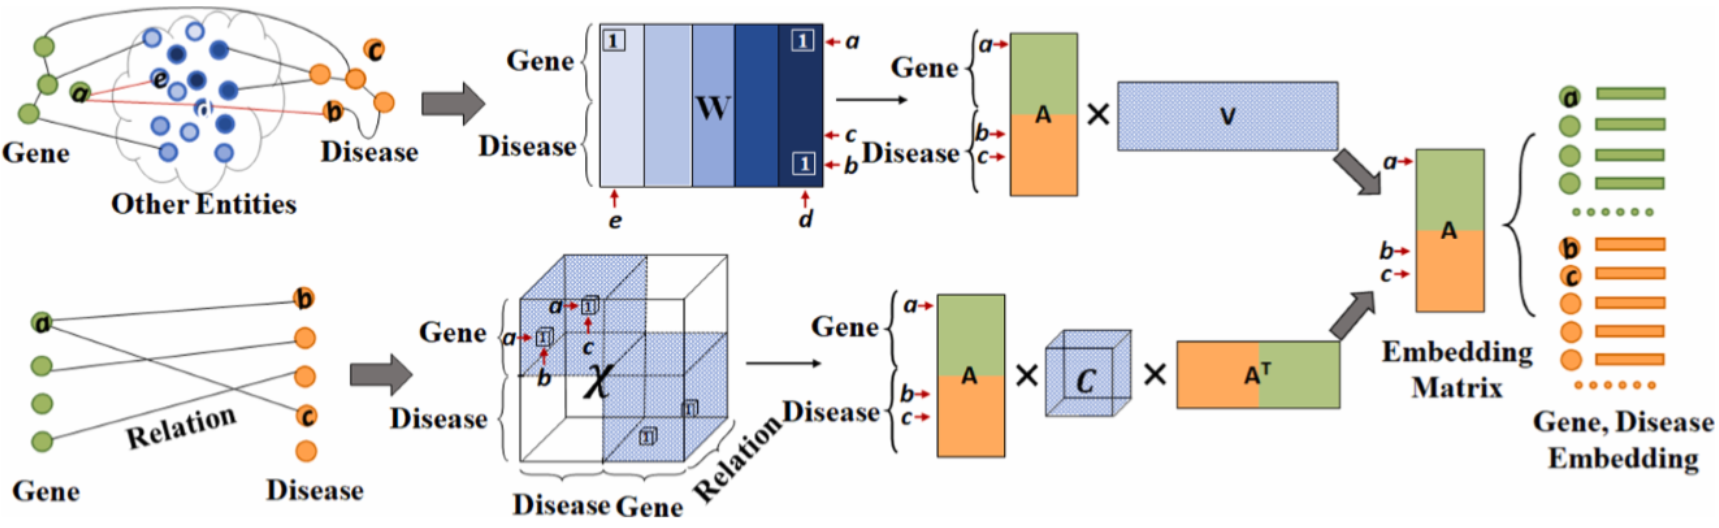 c
e
a
d
b
Gene
Disease
Other Entities
Gene
Disease
1
1
a
W
c
1
b
e
d
Gene
Disease
a
b
c
A
×
V
a
b
c
A
Embedding
Matrix
a
b
c
Gene, Disease
Embedding
a
b
c
Relation
Gene
Disease
Gene
Disease
a
1
c
a
1
b
χ
1
1
Disease Gene
Relation
Gene
Disease
a
b
c
A
×
C
×
Aᵀ